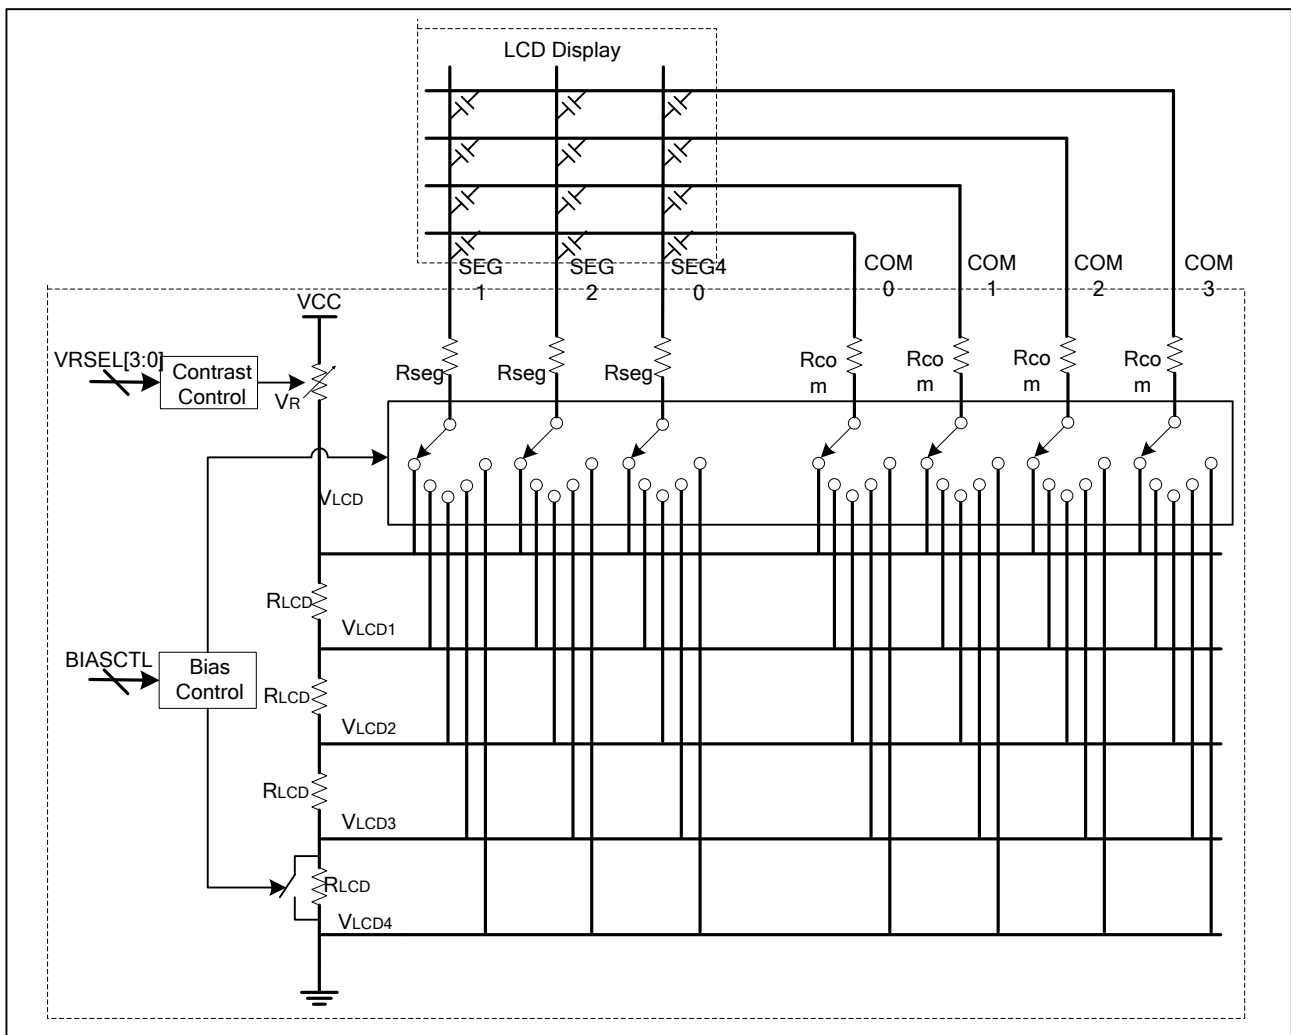 LCD Display
SEG
1
SEG
2
SEG4
0
COM
0
COM
1
COM
2
COM
3
VCC
VRSEL[3:0]
Contrast
Control
VR
Rseg
Rseg
Rseg
Rco
m
Rco
m
Rco
m
Rco
m
VLCD
RLCD
VLCD1
BIASCTL
Bias
Control
RLCD
VLCD2
RLCD
VLCD3
RLCD
VLCD4